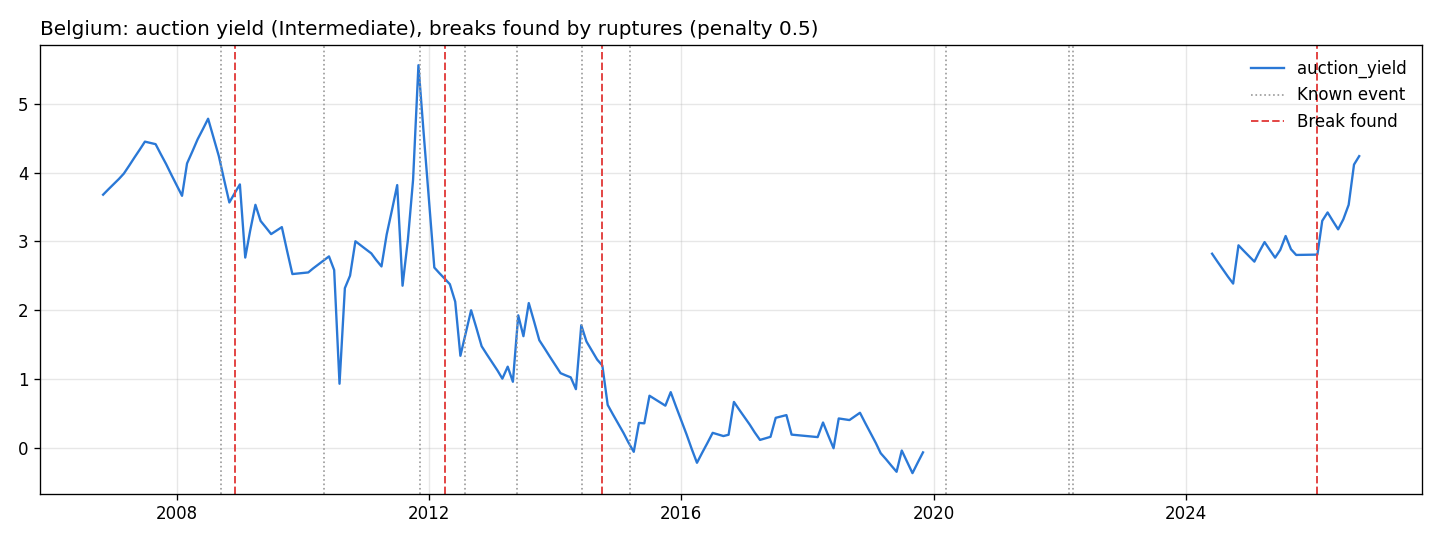 Belgium: auction yield (Intermediate), breaks found by ruptures (penalty 0.5)
auction_yield
Known event
Break found
5
4
3
2
1
0
2008
2012
2016
2020
2024